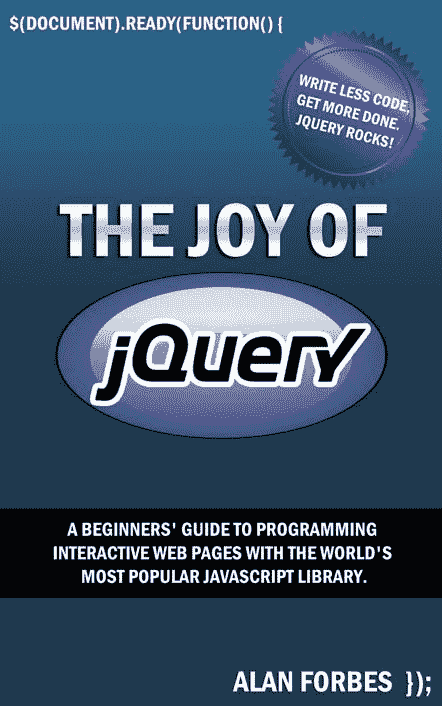 $(DOCUMENT).READY(FUNCTION() {
WRITE LESS CODE,
GET MORE DONE.
JQUERY ROCKS!
THE JOY OF
jQuery
A BEGINNERS' GUIDE TO PROGRAMMING
INTERACTIVE WEB PAGES WITH THE WORLD'S
MOST POPULAR JAVASCRIPT LIBRARY.
ALAN FORBES });